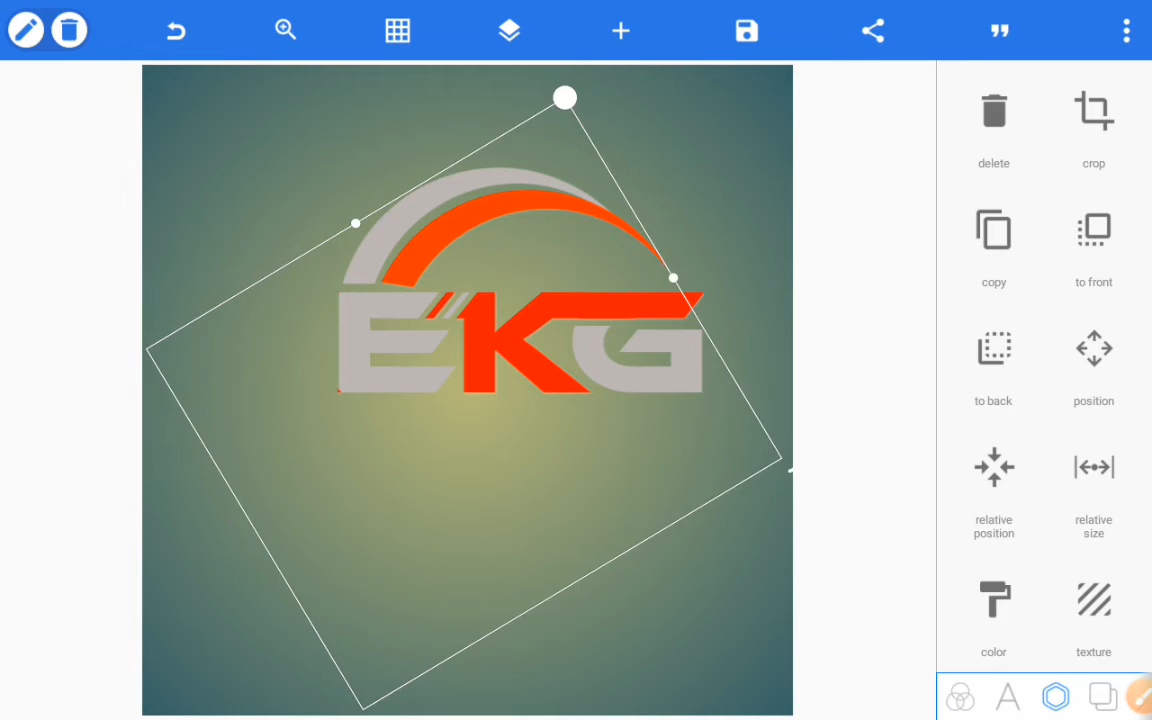 delete
crop
EKG
copy
to front
to back
position
relative
position
relative
size
color
texture